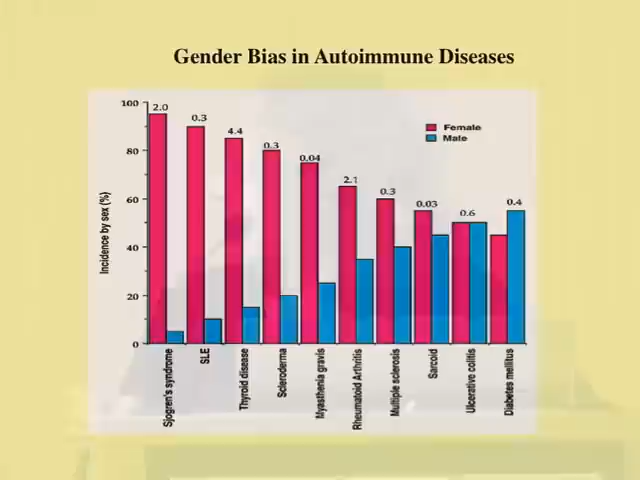 Gender Bias in Autoimmune Diseases
100
80
60
40
20
0
Incidence by sex (%)
2.0
0.3
4.4
0.3
0.04
2.1
0.3
0.03
0.6
0.4
Female
Male
Sjogren's syndrome
SLE
Thyroid disease
Scleroderma
Myasthenia gravis
Rheumatoid Arthritis
Multiple sclerosis
Sarcoid
Ulcerative colitis
Diabetes mellitus